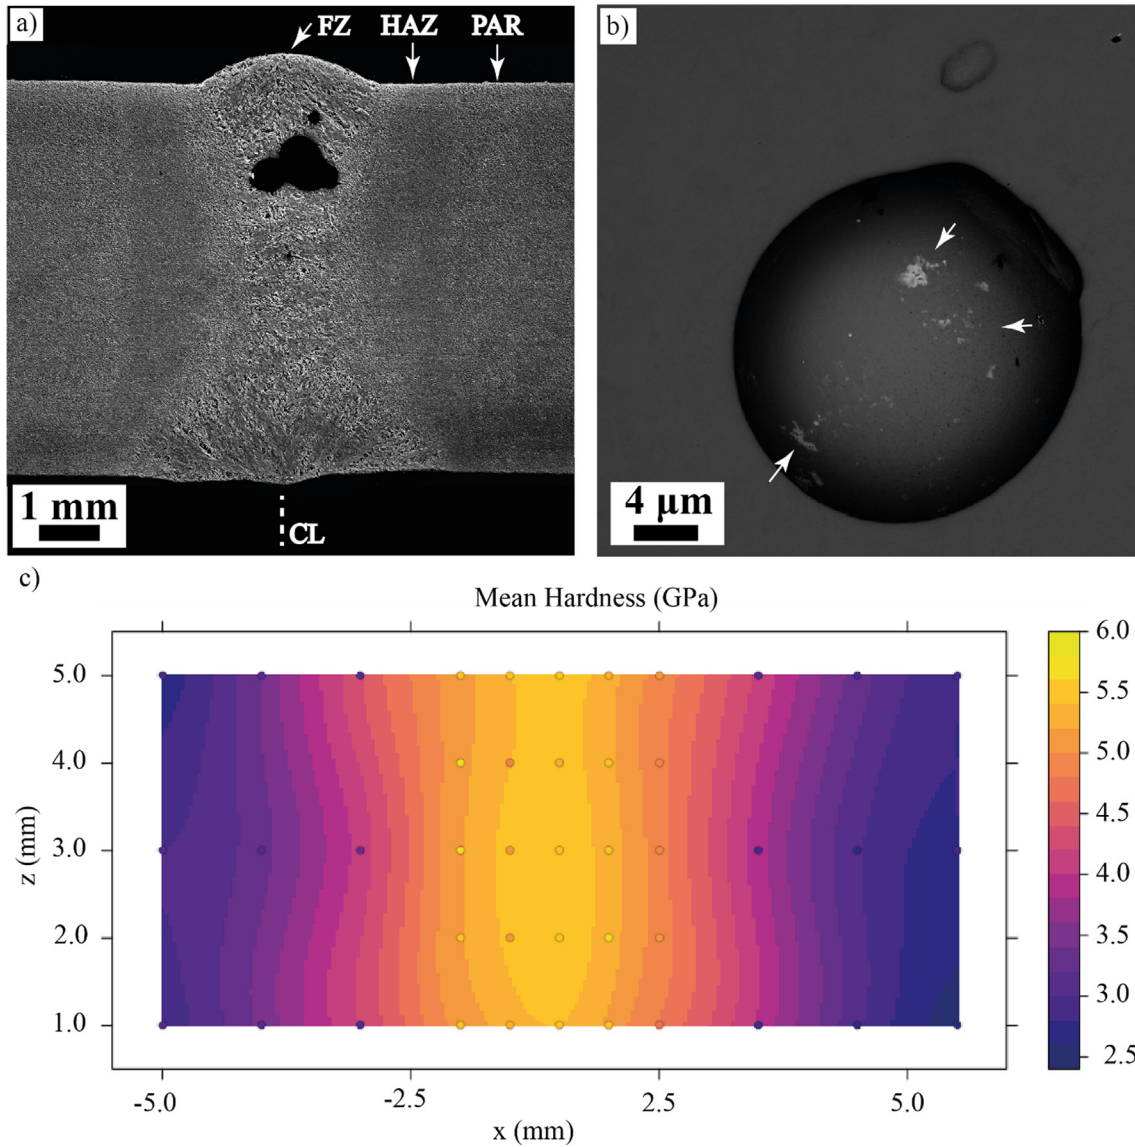 a)
FZ HAZ PAR
1 mm
CL
b)
4 μm
c)
Mean Hardness (GPa)
z (mm)
5.0
4.0
3.0
2.0
1.0
-5.0 -2.5 2.5 5.0
x (mm)
6.0
5.5
5.0
4.5
4.0
3.5
3.0
2.5